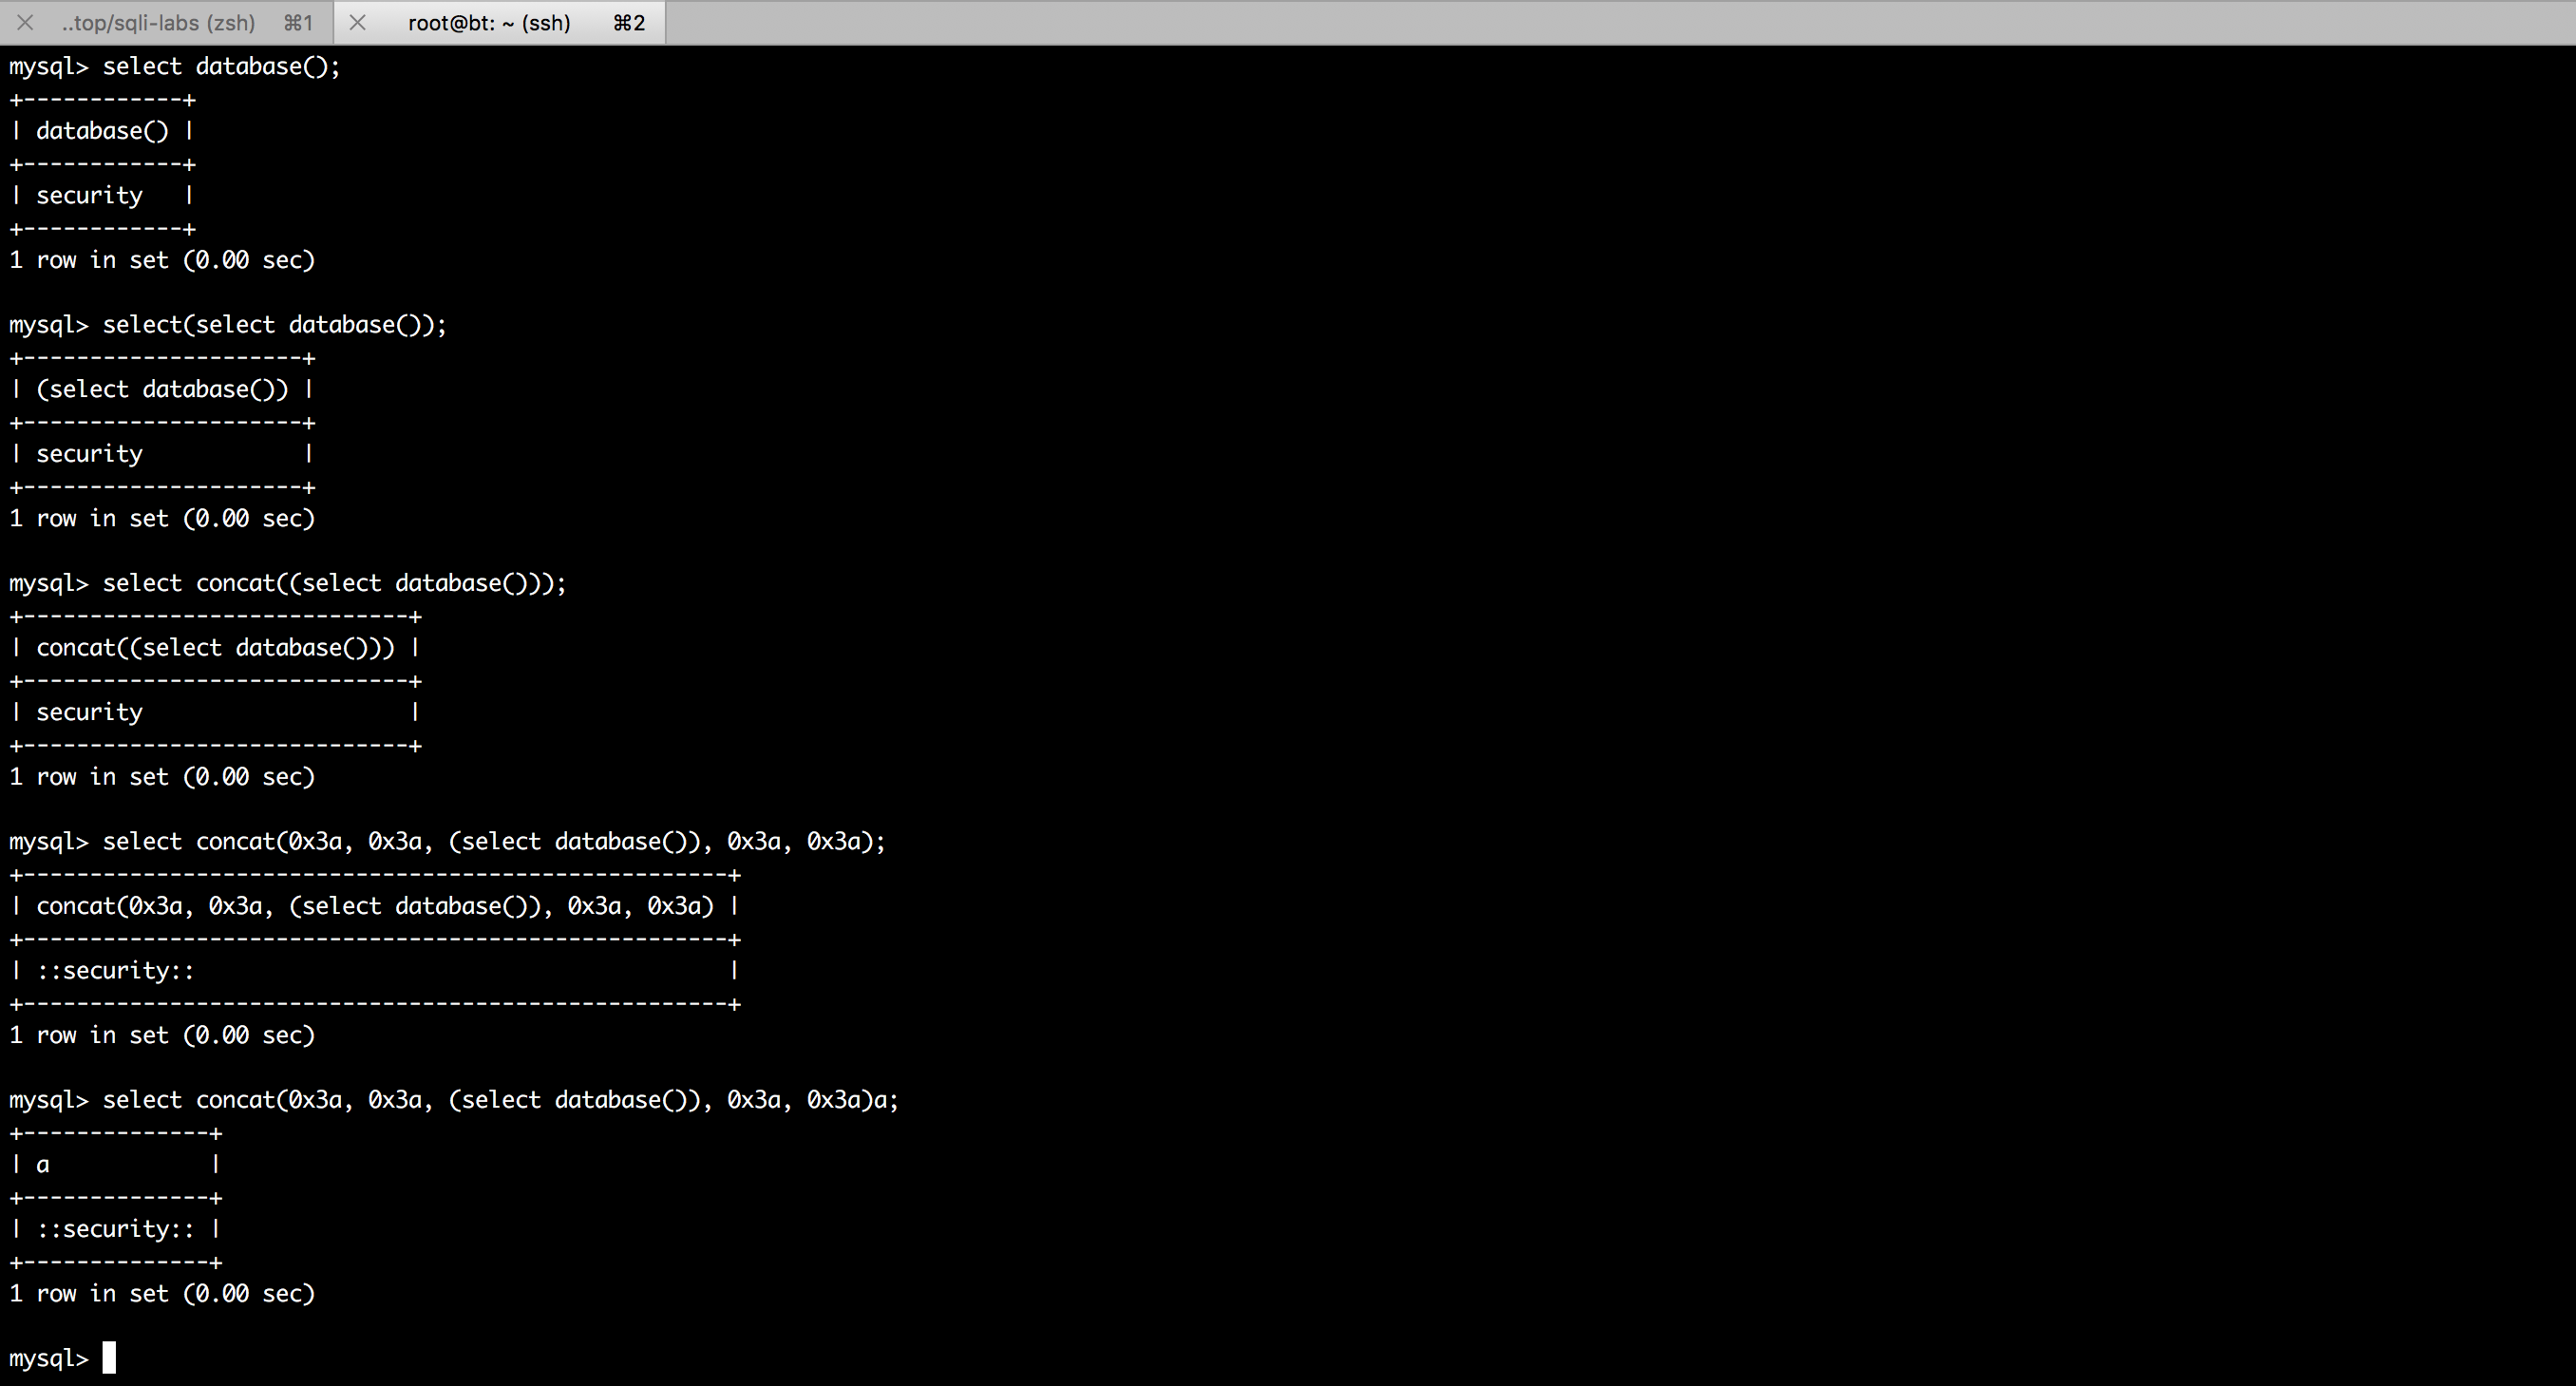 ..top/sqli-labs (zsh) ⌘1 root@bt: ~ (ssh) ⌘2
mysql> select database();
+------------+
| database() |
+------------+
| security   |
+------------+
1 row in set (0.00 sec)
mysql> select(select database());
+---------------------+
| (select database()) |
+---------------------+
| security            |
+---------------------+
1 row in set (0.00 sec)
mysql> select concat((select database()));
+-----------------------------+
| concat((select database())) |
+-----------------------------+
| security                    |
+-----------------------------+
1 row in set (0.00 sec)
mysql> select concat(0x3a, 0x3a, (select database()), 0x3a, 0x3a);
+-----------------------------------------------------+
| concat(0x3a, 0x3a, (select database()), 0x3a, 0x3a) |
+-----------------------------------------------------+
| ::security::                                        |
+-----------------------------------------------------+
1 row in set (0.00 sec)
mysql> select concat(0x3a, 0x3a, (select database()), 0x3a, 0x3a)a;
+--------------+
| a            |
+--------------+
| ::security:: |
+--------------+
1 row in set (0.00 sec)
mysql>